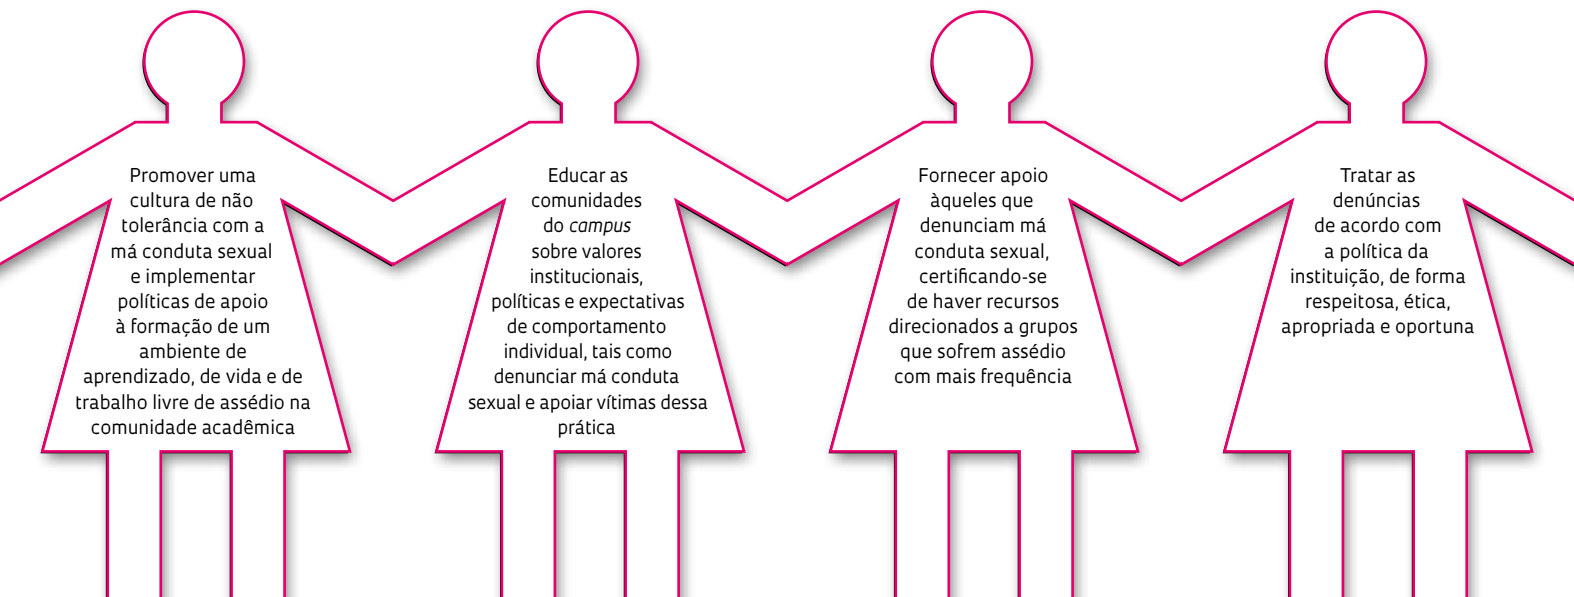 Promover uma
cultura de não
tolerância com a
má conduta sexual
e implementar
políticas de apoio
à formação de um
ambiente de
aprendizado, de vida e de
trabalho livre de assédio na
comunidade acadêmica
Educar as
comunidades
do campus
sobre valores
institucionais,
políticas e expectativas
de comportamento
individual, tais como
denunciar má conduta
sexual e apoiar vítimas dessa
prática
Fornecer apoio
àqueles que
denunciam má
conduta sexual,
certificando-se
de haver recursos
direcionados a grupos
que sofrem assédio
com mais frequência
Tratar as
denúncias
de acordo com
a política da
instituição, de forma
respeitosa, ética,
apropriada e oportuna